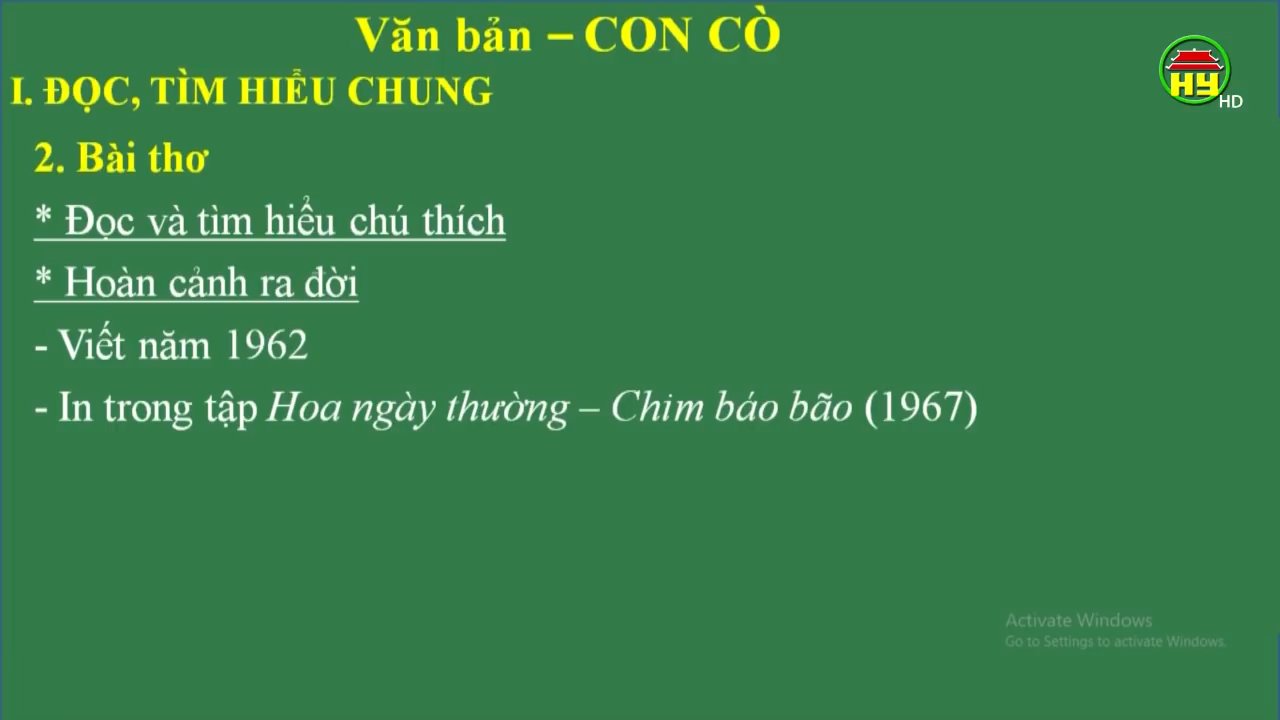 Văn bản – CON CÒ
I. ĐỌC, TÌM HIỂU CHUNG
HY
HD
2. Bài thơ
* Đọc và tìm hiểu chú thích
* Hoàn cảnh ra đời
- Viết năm 1962
- In trong tập Hoa ngày thường – Chim báo bão (1967)
Activate Windows
Go to Settings to activate Windows.